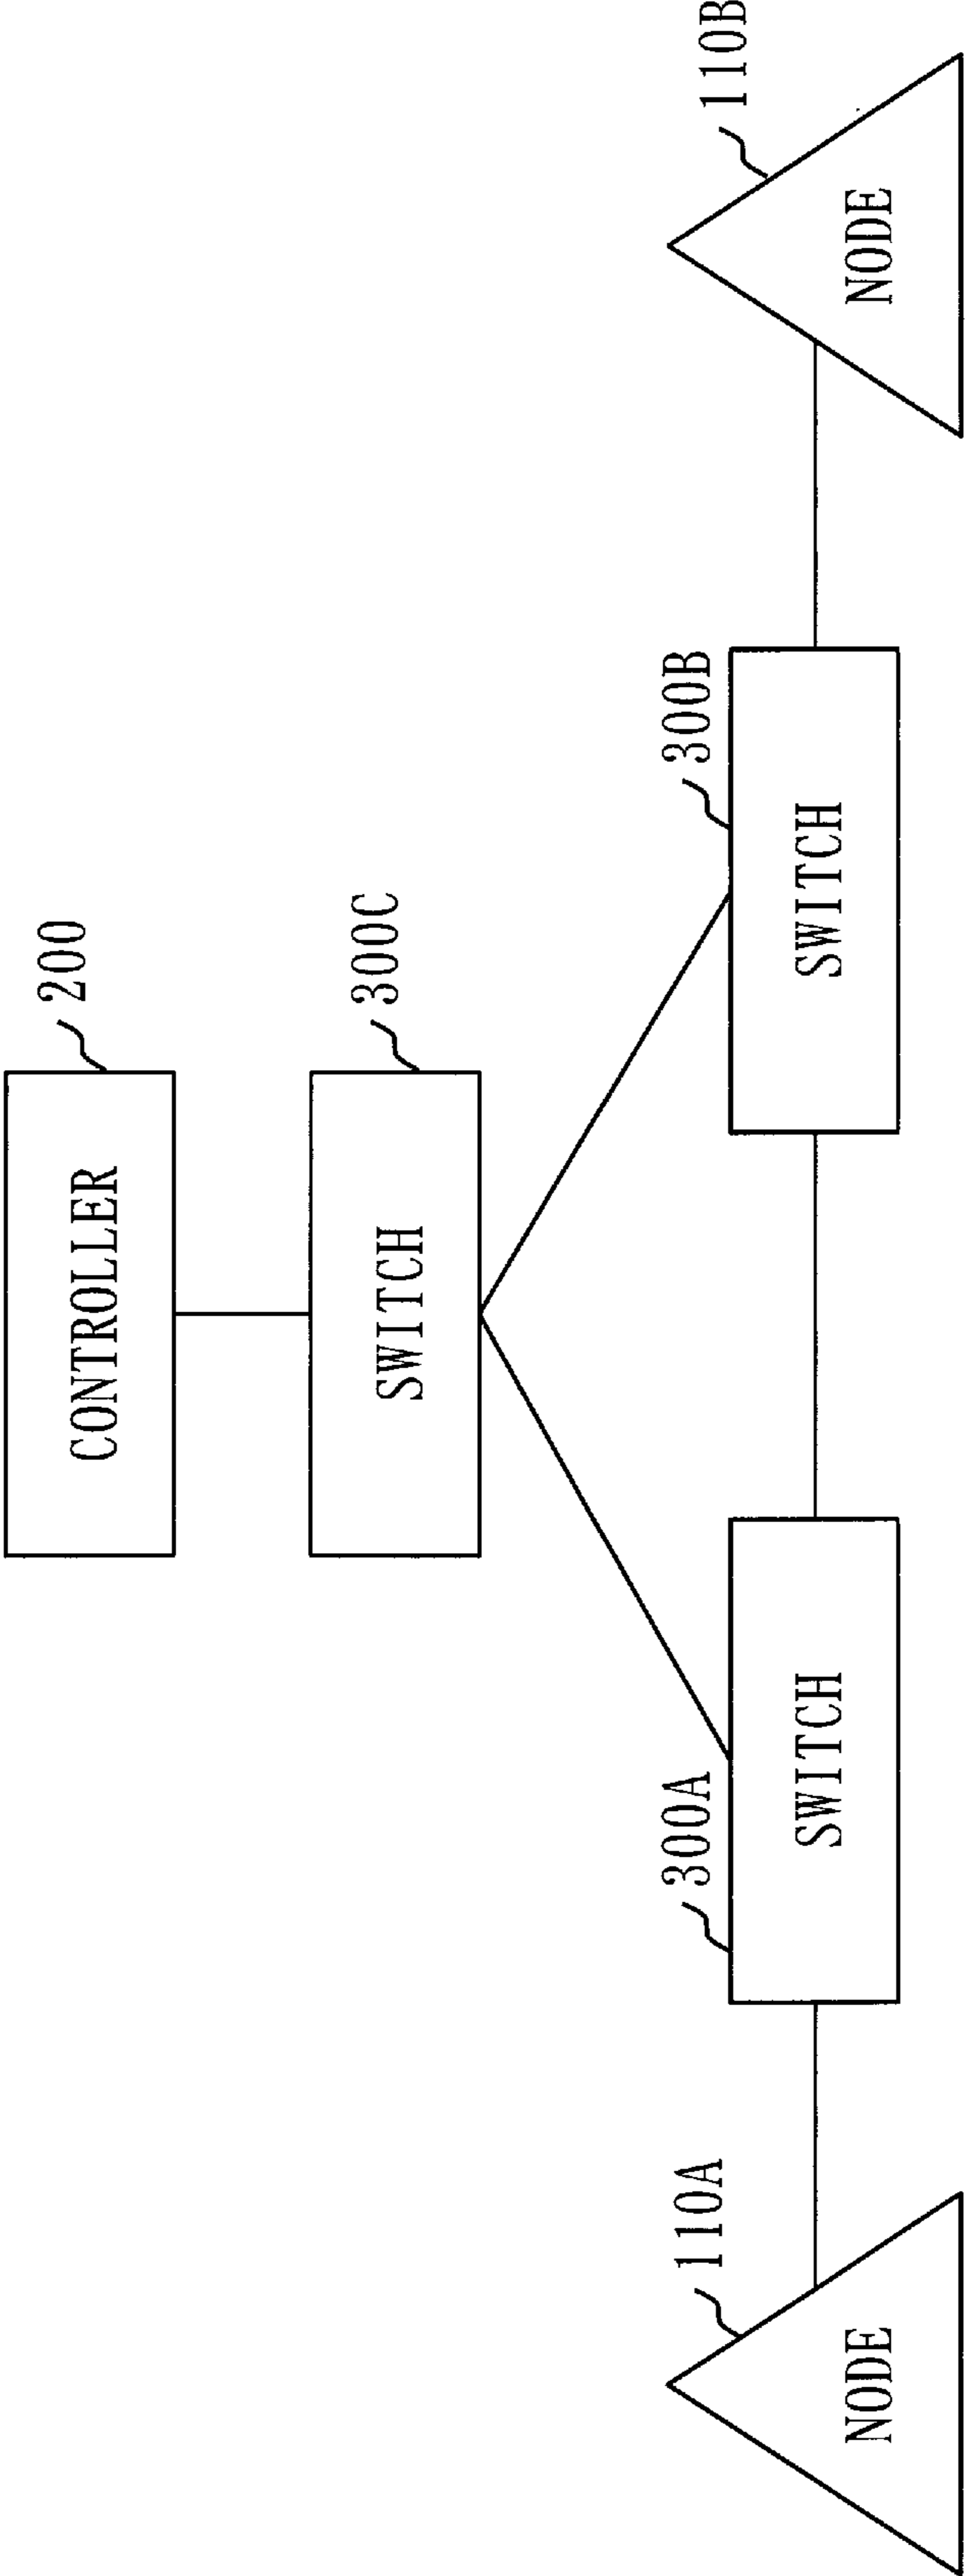 CONTROLLER
200
SWITCH
300C
300A
300B
SWITCH
SWITCH
110A
110B
NODE
NODE